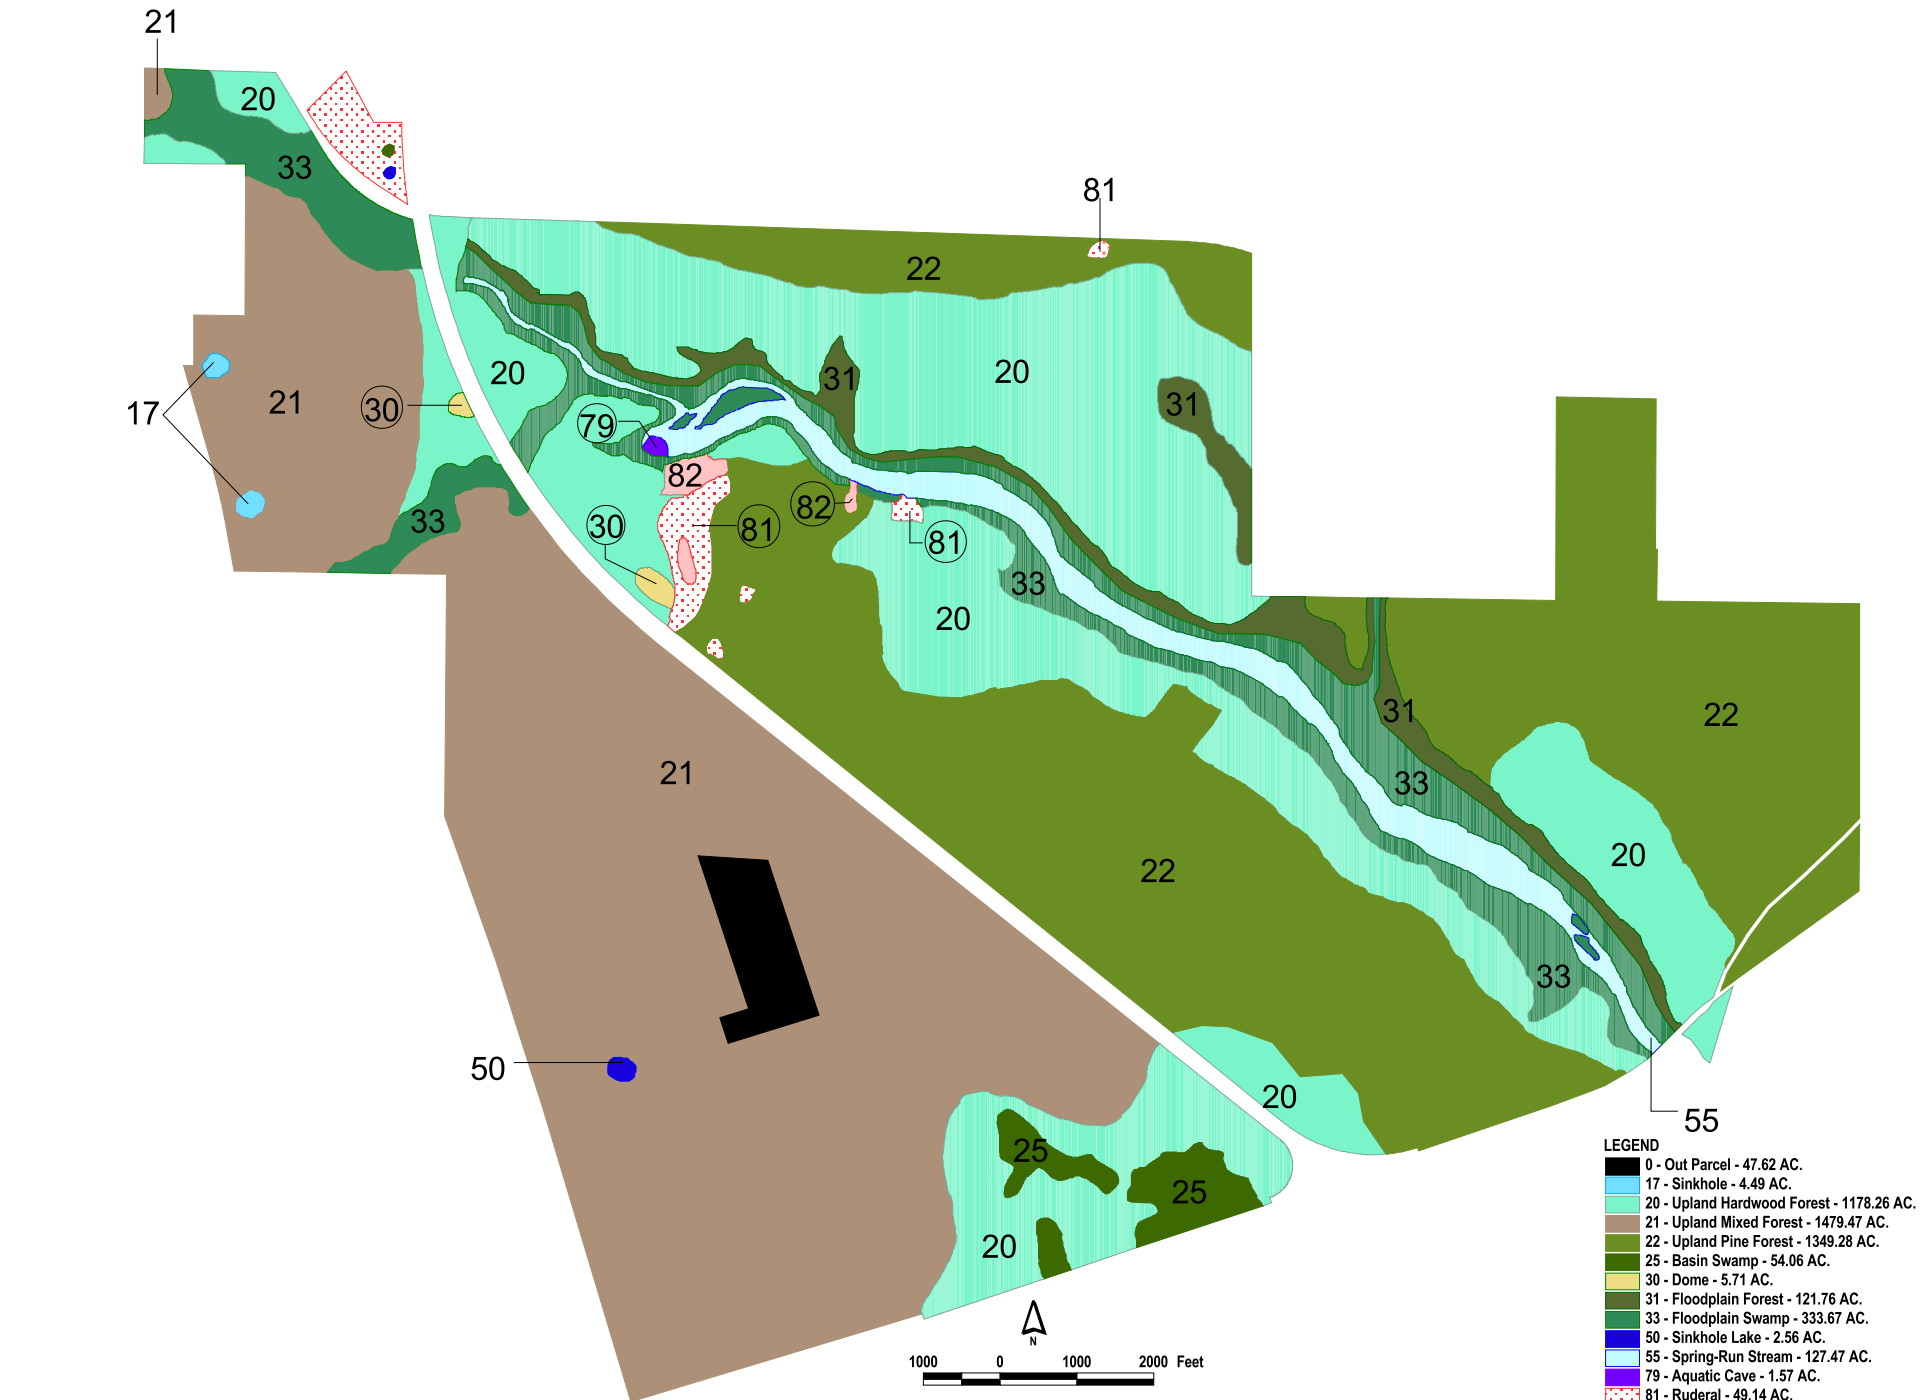 21
20
33
81
22
17
21
30
20
79
31
20
31
82
82
81
81
33
30
33
20
21
31
22
33
20
22
33
50
20
55
25
25
20
N
1000 0 1000 2000 Feet
LEGEND
0 - Out Parcel - 47.62 AC.
17 - Sinkhole - 4.49 AC.
20 - Upland Hardwood Forest - 1178.26 AC.
21 - Upland Mixed Forest - 1479.47 AC.
22 - Upland Pine Forest - 1349.28 AC.
25 - Basin Swamp - 54.06 AC.
30 - Dome - 5.71 AC.
31 - Floodplain Forest - 121.76 AC.
33 - Floodplain Swamp - 333.67 AC.
50 - Sinkhole Lake - 2.56 AC.
55 - Spring-Run Stream - 127.47 AC.
79 - Aquatic Cave - 1.57 AC.
81 - Ruderal - 49.14 AC.